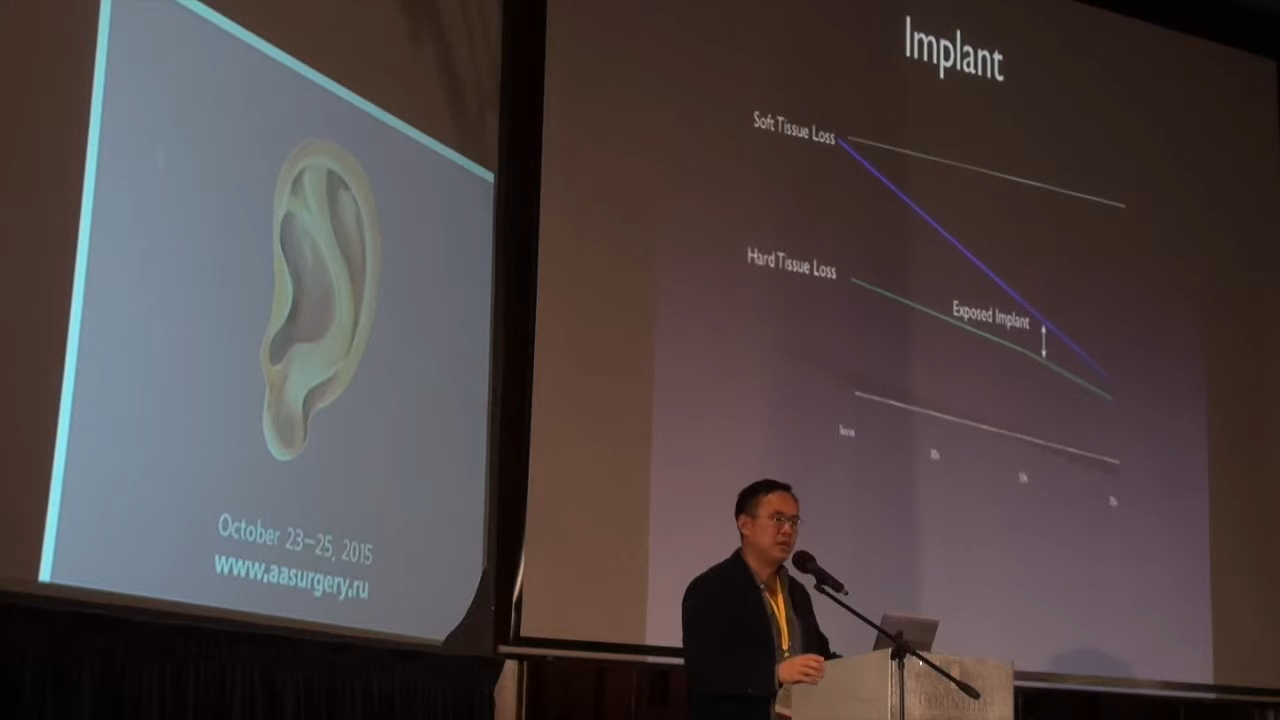 October 23–25, 2015
www.aasurgery.ru
Implant
Soft Tissue Loss
Hard Tissue Loss
Exposed Implant